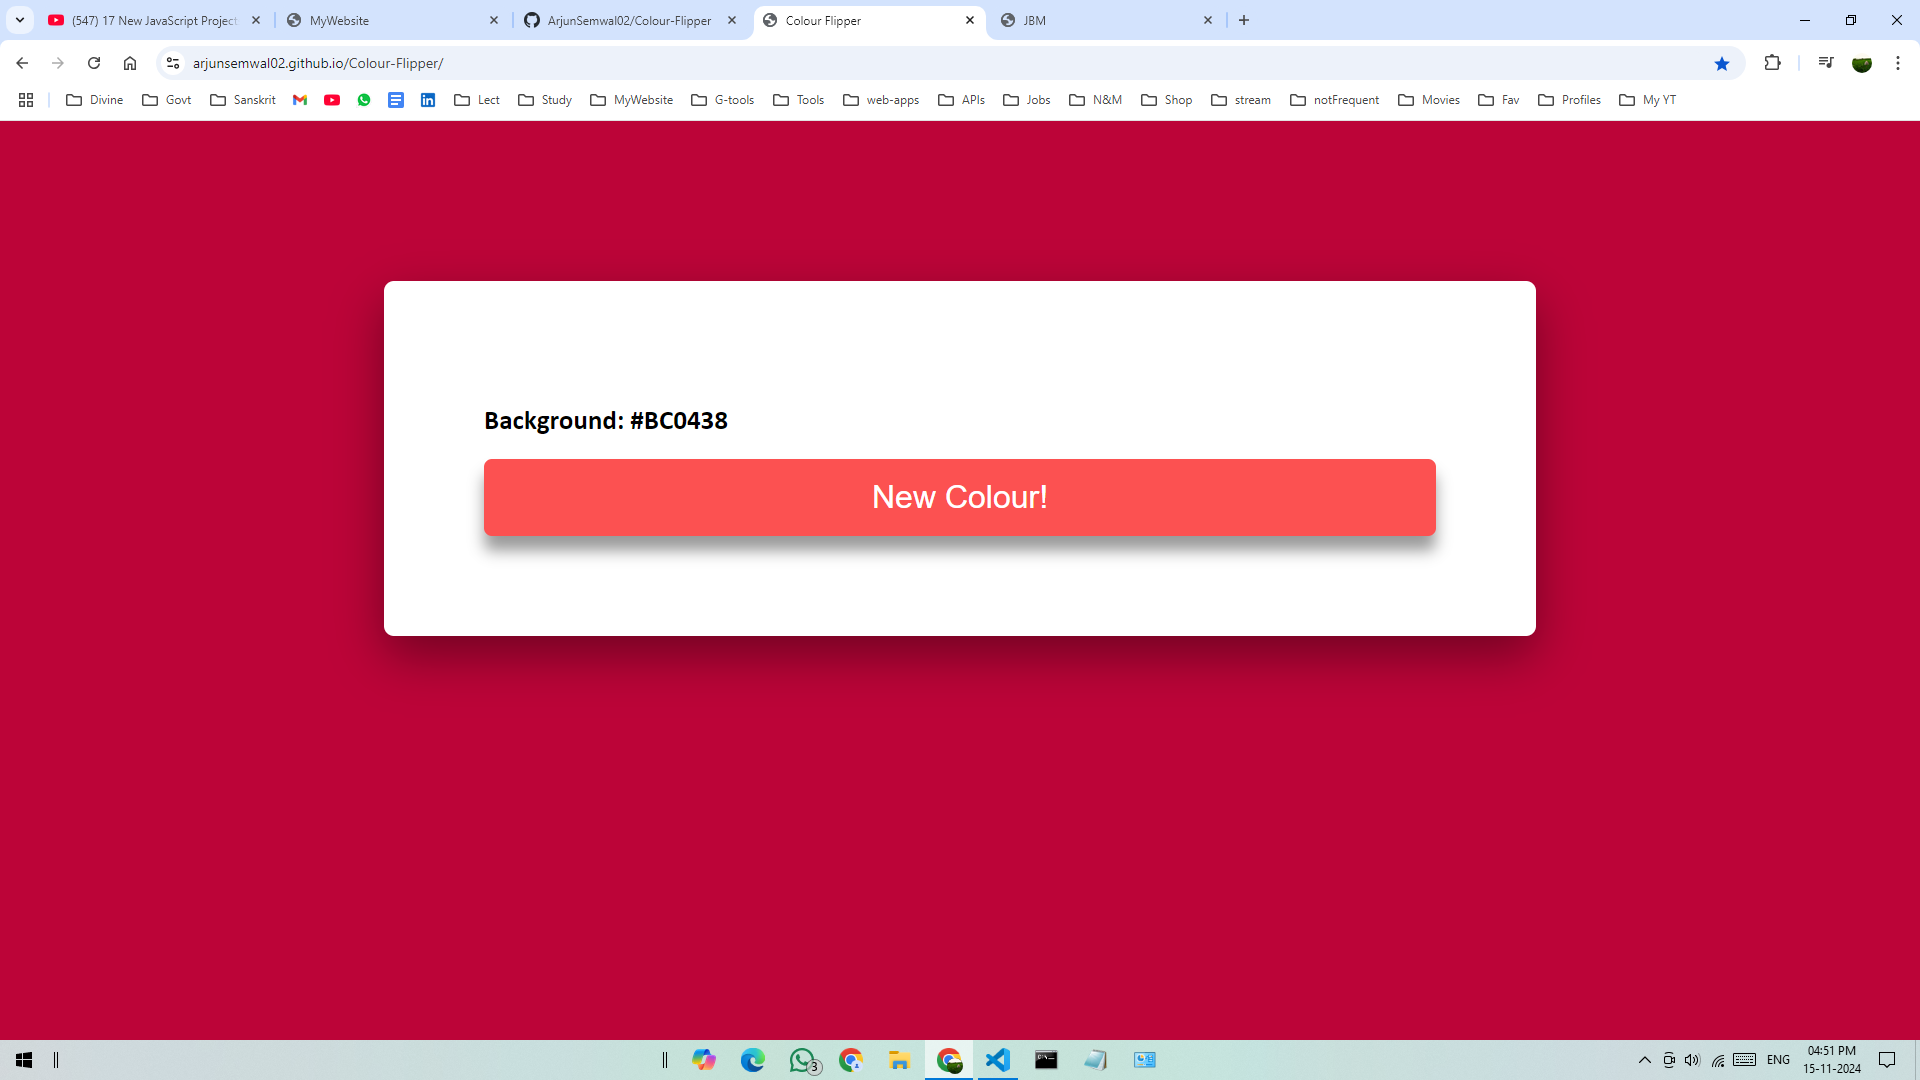 (547) 17 New JavaScript Project
MyWebsite
ArjunSemwal02/Colour-Flipper
Colour Flipper
JBM
arjunsemwal02.github.io/Colour-Flipper/
Divine Govt Sanskrit Lect Study MyWebsite G-tools Tools web-apps APIs Jobs N&M Shop stream notFrequent Movies Fav Profiles My YT
Background: #BC0438
New Colour!
3
ENG
04:51 PM
15-11-2024